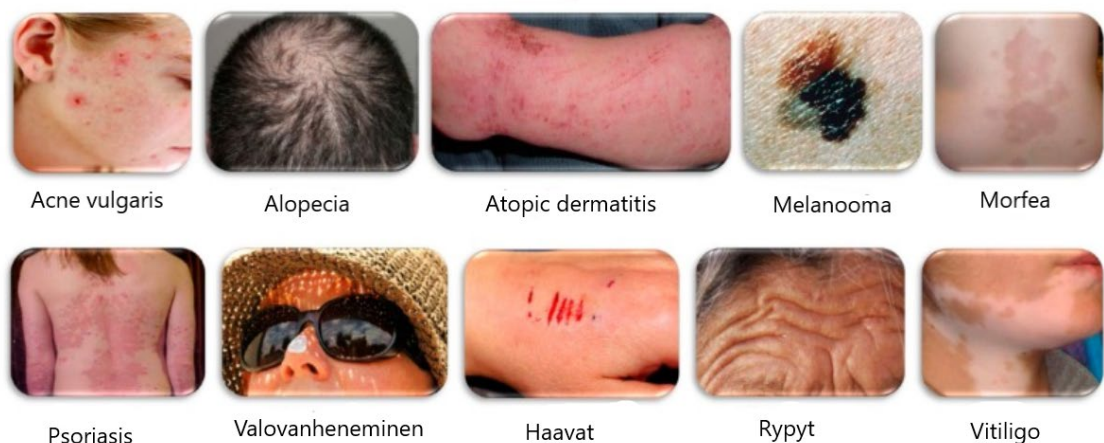 Acne vulgaris
Alopecia
Atopic dermatitis
Melanooma
Morfea
Psoriasis
Valovanheneminen
Haavat
Rypyt
Vitiligo